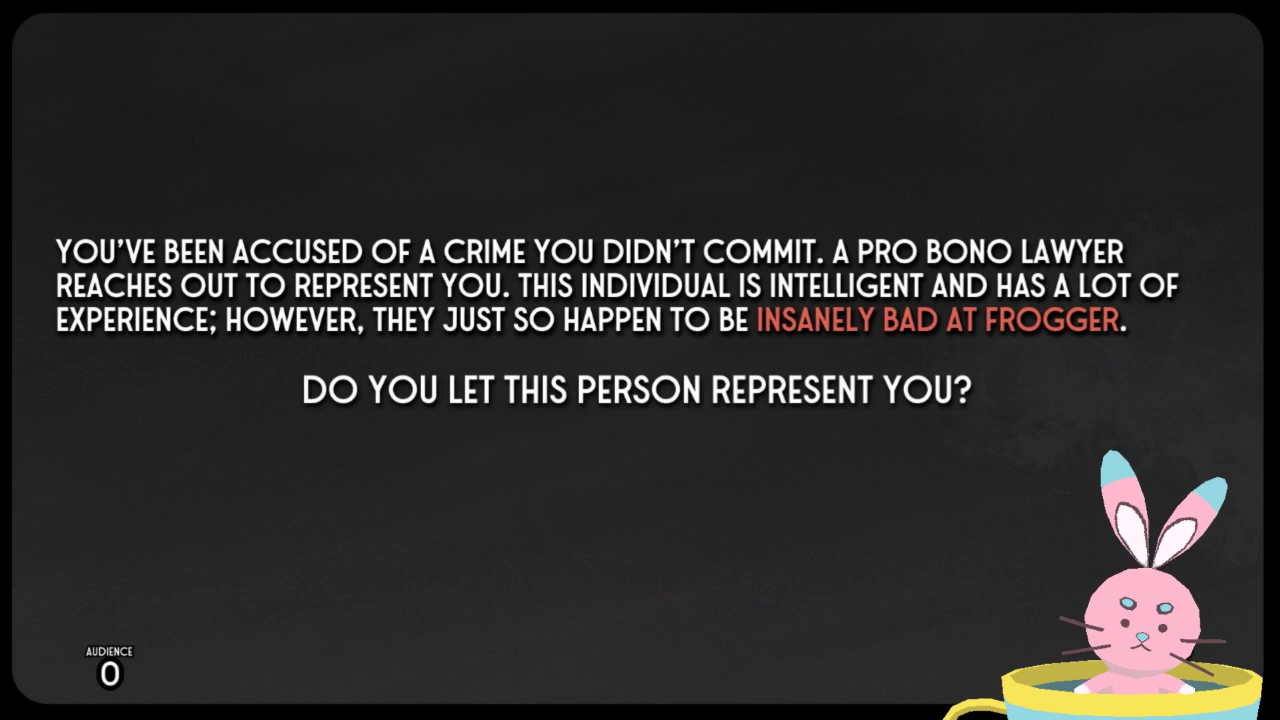 YOU'VE BEEN ACCUSED OF A CRIME YOU DIDN'T COMMIT. A PRO BONO LAWYER
REACHES OUT TO REPRESENT YOU. THIS INDIVIDUAL IS INTELLIGENT AND HAS A LOT OF
EXPERIENCE; HOWEVER, THEY JUST SO HAPPEN TO BE INSANELY BAD AT FROGGER.
DO YOU LET THIS PERSON REPRESENT YOU?
AUDIENCE
0